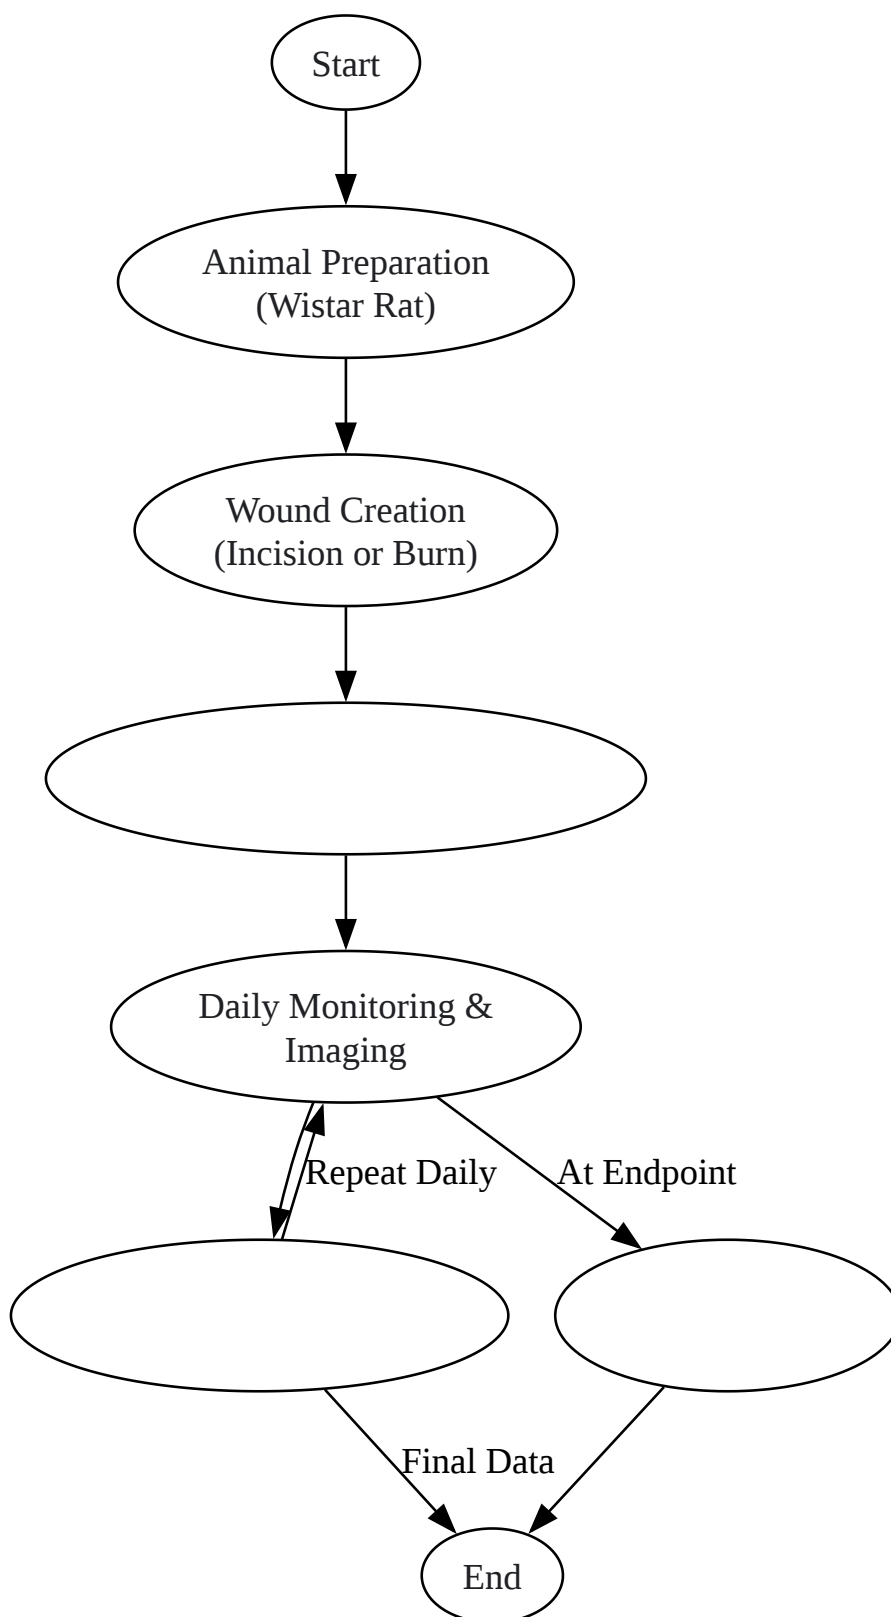 Start
Animal Preparation
(Wistar Rat)
Wound Creation
(Incision or Burn)
Daily Monitoring &
Imaging
Repeat Daily
At Endpoint
Final Data
End